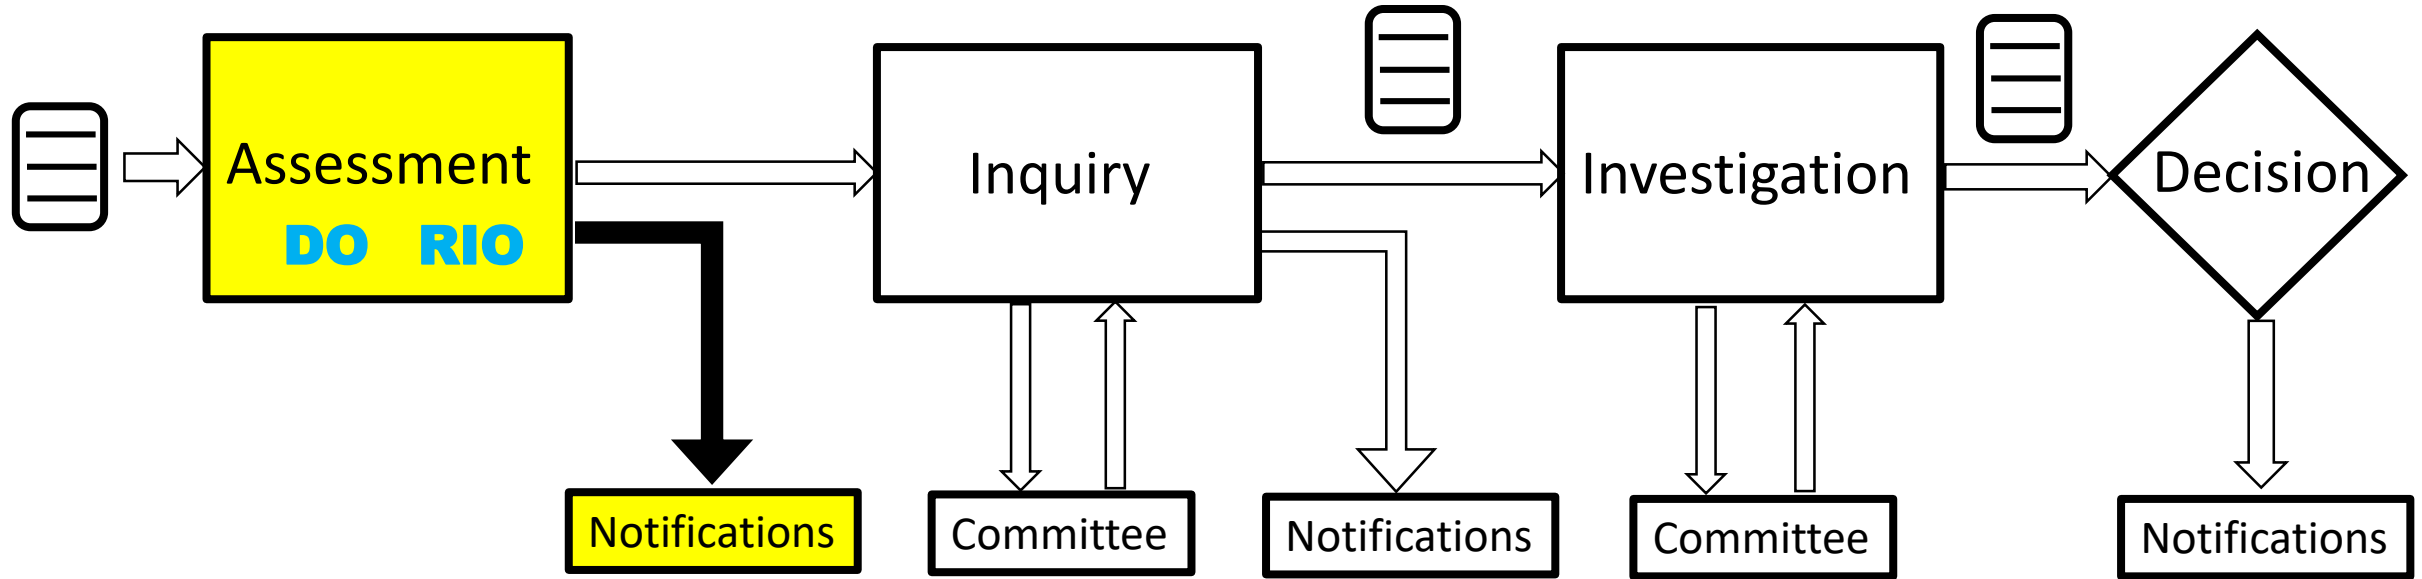 Assessment
DO RIO
Inquiry
Investigation
Decision
Notifications
Committee
Notifications
Committee
Notifications